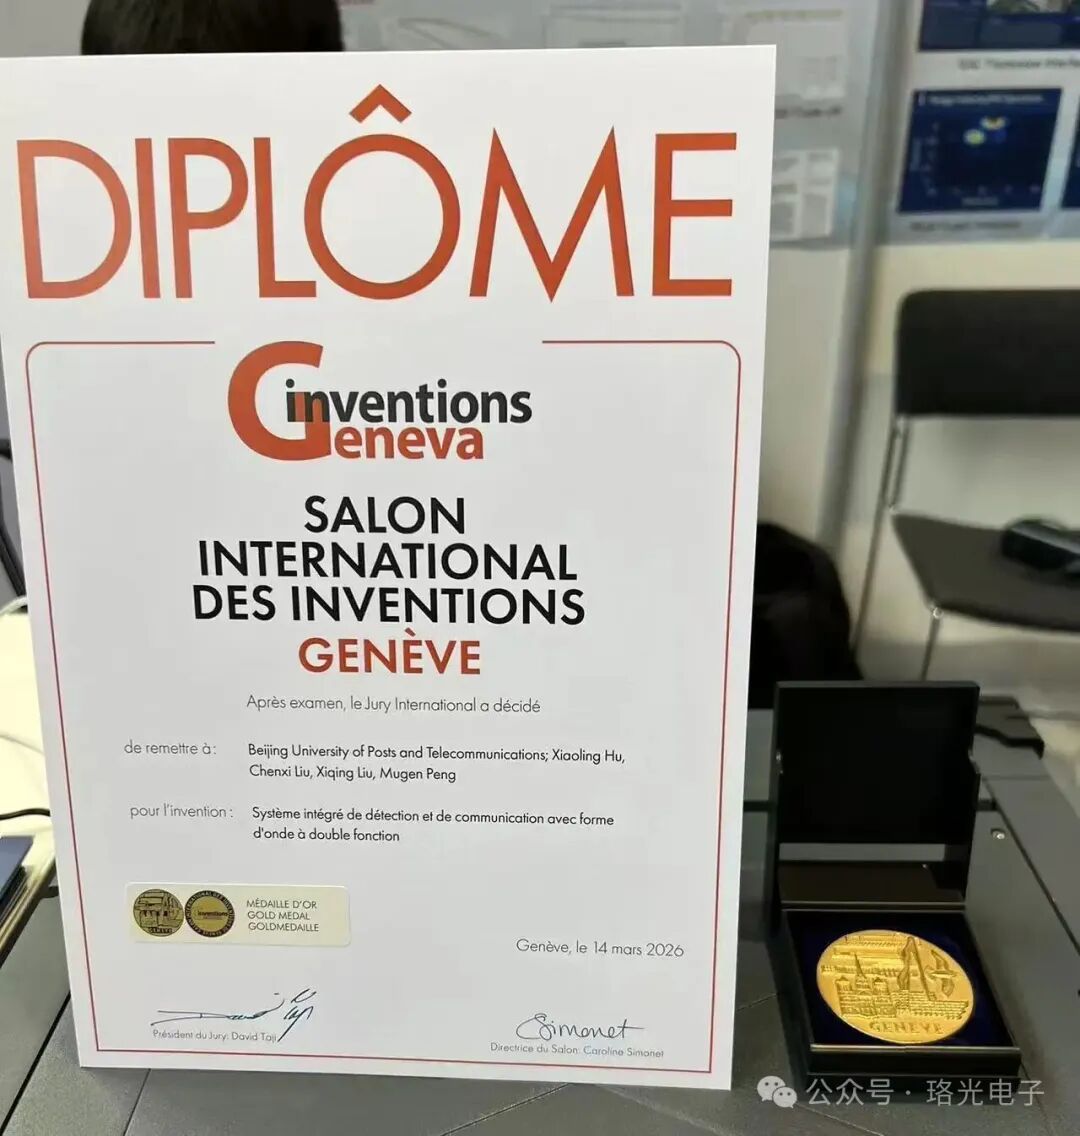 DIPLÔME
inventions
Geneva
SALON
INTERNATIONAL
DES INVENTIONS
GENÈVE
Après examen, le Jury International a décidé
de remettre à : Beijing University of Posts and Telecommunications; Xiaoling Hu,
Chenxi Liu, Xiqing Liu, Mugen Peng
pour l'invention : Système intégré de détection et de communication avec forme
d'onde à double fonction
MÉDAILLE D'OR
GOLD MEDAL
GOLDMEDAILLE
Genève, le 14 mars 2026
Simonet
Président du Jury: David Taji
Directrice du Salon: Caroline Simonet
GENEVE
公众号 · 珞光电子